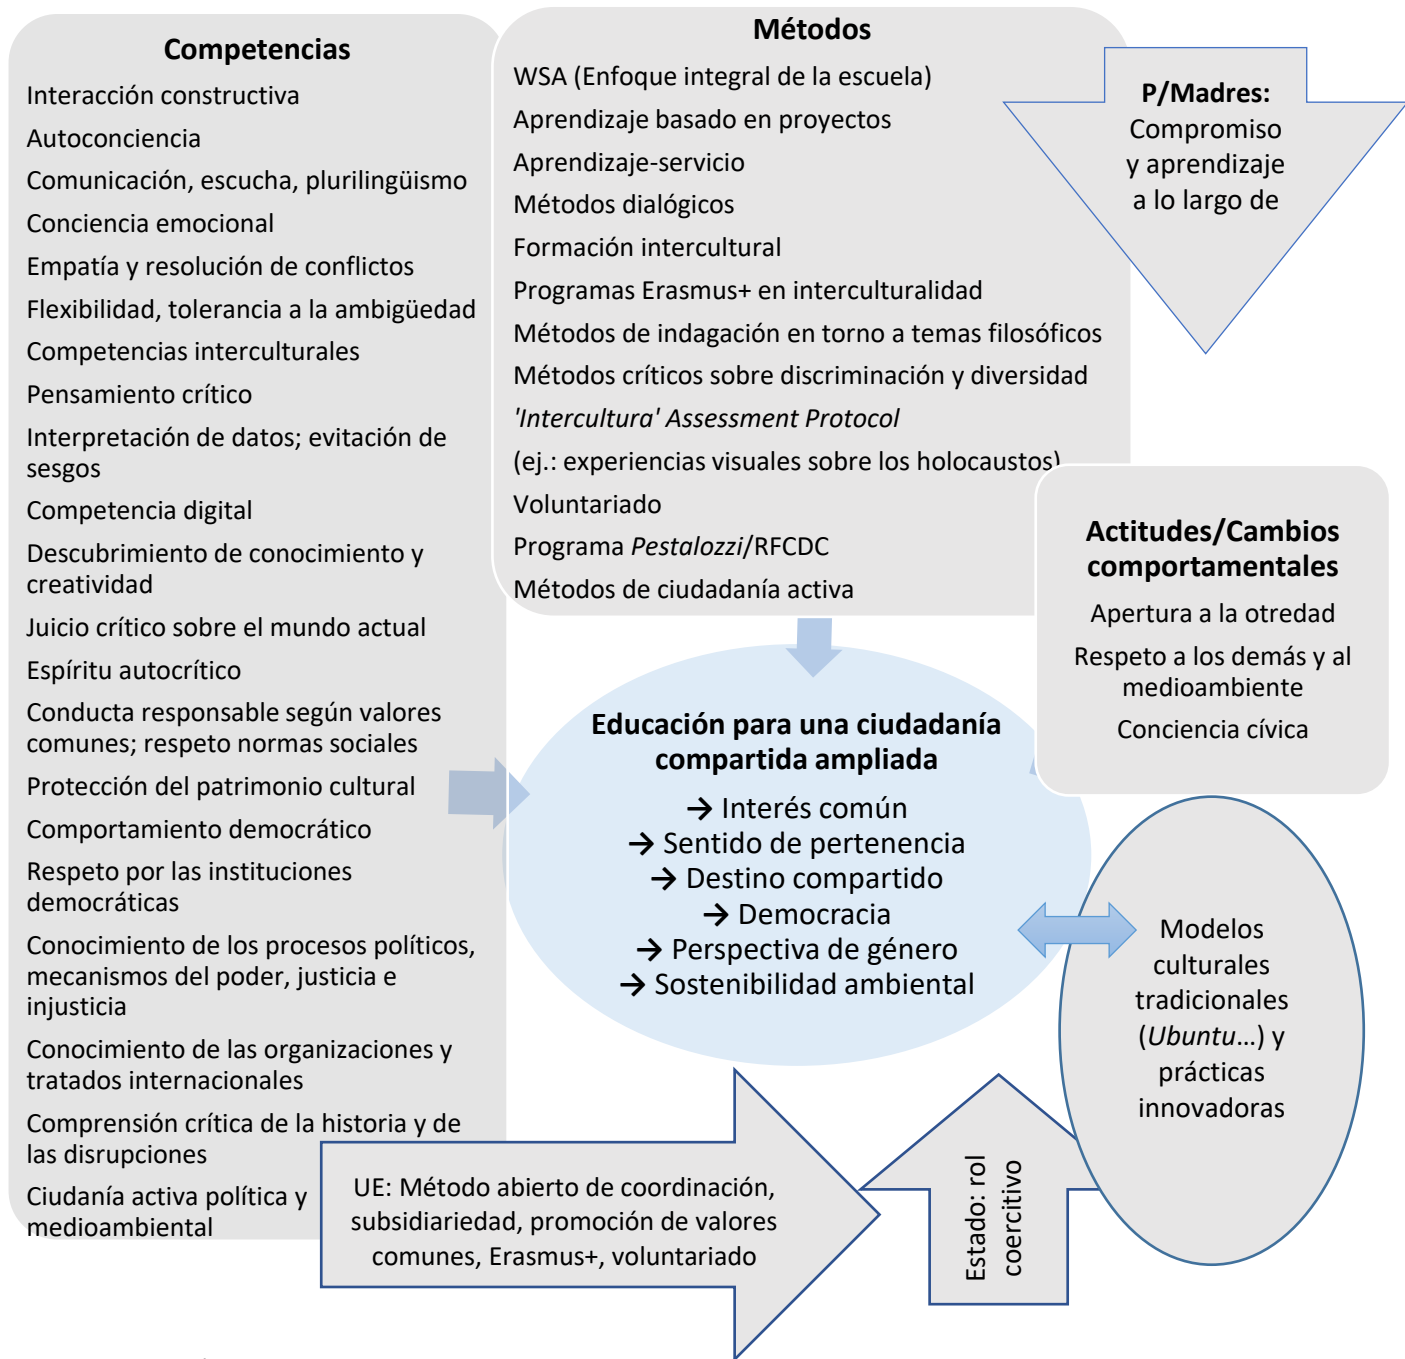 Competencias
Interacción constructiva
Autoconciencia
Comunicación, escucha, plurilingüismo
Conciencia emocional
Empatía y resolución de conflictos
Flexibilidad, tolerancia a la ambigüedad
Competencias interculturales
Pensamiento crítico
Interpretación de datos; evitación de
sesgos
Competencia digital
Descubrimiento de conocimiento y
creatividad
Juicio crítico sobre el mundo actual
Espíritu autocrítico
Conducta responsable según valores
comunes; respeto normas sociales
Protección del patrimonio cultural
Comportamiento democrático
Respeto por las instituciones
democráticas
Conocimiento de los procesos políticos,
mecanismos del poder, justicia e
injusticia
Conocimiento de las organizaciones y
tratados internacionales
Comprensión crítica de la historia y de
las disrupciones
Ciudanía activa política y
medioambiental
Métodos
WSA (Enfoque integral de la escuela)
Aprendizaje basado en proyectos
Aprendizaje-servicio
Métodos dialógicos
Formación intercultural
Programas Erasmus+ en interculturalidad
Métodos de indagación en torno a temas filosóficos
Métodos críticos sobre discriminación y diversidad
'Intercultura' Assessment Protocol
(ej.: experiencias visuales sobre los holocaustos)
Voluntariado
Programa Pestalozzi/RFCDC
Métodos de ciudadanía activa
P/Madres:
Compromiso
y aprendizaje
a lo largo de
Actitudes/Cambios
comportamentales
Apertura a la otredad
Respeto a los demás y al
medioambiente
Conciencia cívica
Educación para una ciudadanía
compartida ampliada
→ Interés común
→ Sentido de pertenencia
→ Destino compartido
→ Democracia
→ Perspectiva de género
→ Sostenibilidad ambiental
Modelos
culturales
tradicionales
(Ubuntu...) y
prácticas
innovadoras
UE: Método abierto de coordinación,
subsidiariedad, promoción de valores
comunes, Erasmus+, voluntariado
Estado: rol
coercitivo